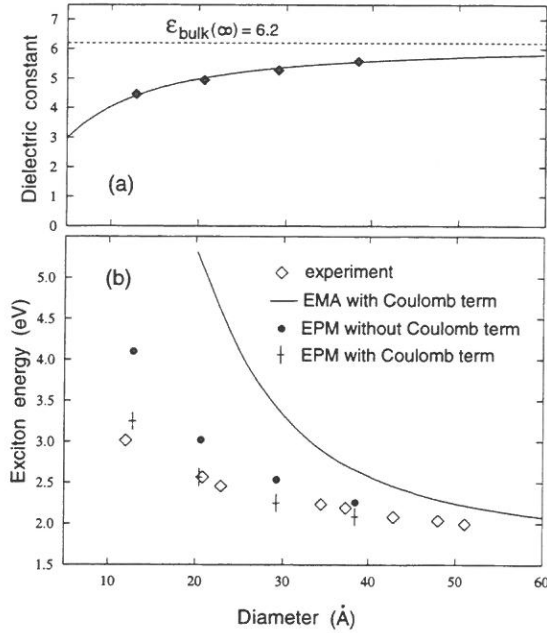 7
6
5
4
3
2
1
0
Dielectric constant
εbulk(∞) = 6.2
(a)
(b)
5.0
4.5
4.0
3.5
3.0
2.5
2.0
1.5
Exciton energy (eV)
experiment
EMA with Coulomb term
EPM without Coulomb term
EPM with Coulomb term
10 20 30 40 50 60
Diameter (Å)